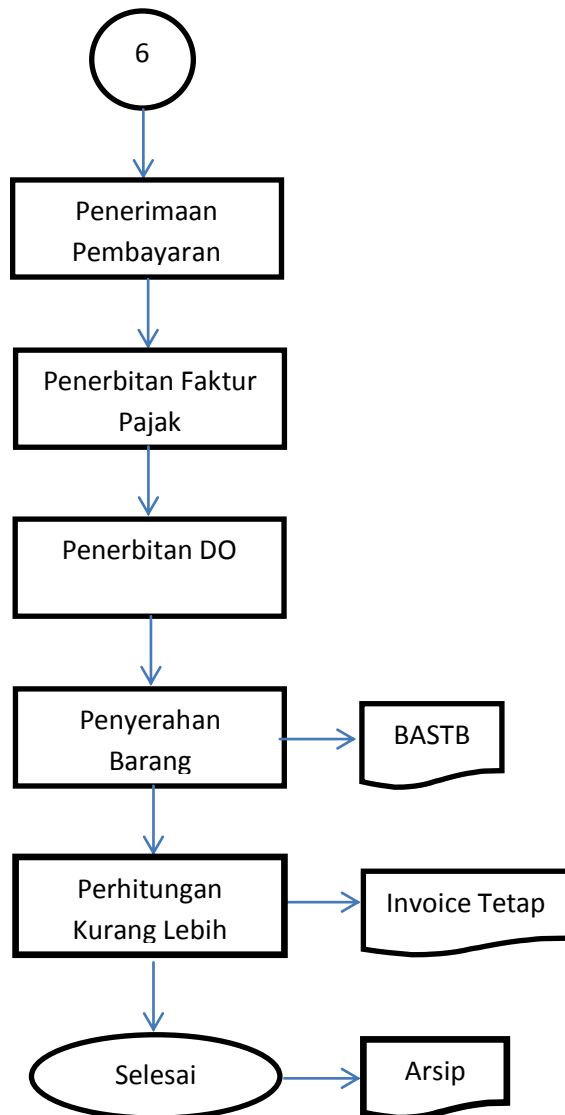 6
Penerimaan
Pembayaran
Penerbitan Faktur
Pajak
Penerbitan DO
Penyerahan
Barang
BASTB
Perhitungan
Kurang Lebih
Invoice Tetap
Selesai
Arsip